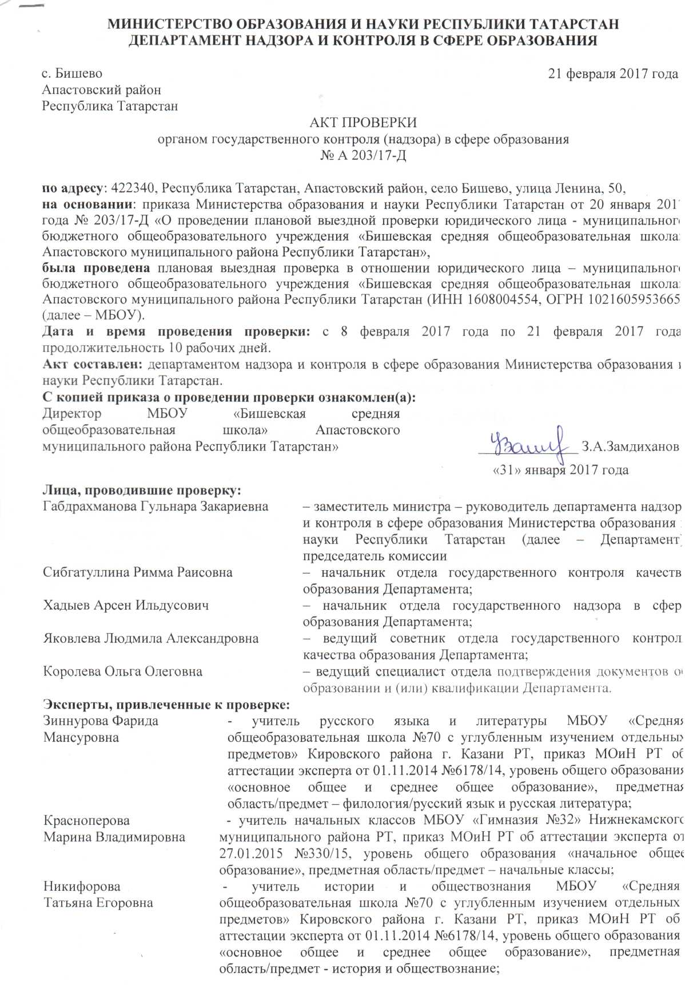 МИНИСТЕРСТВО ОБРАЗОВАНИЯ И НАУКИ РЕСПУБЛИКИ ТАТАРСТАН
ДЕПАРТАМЕНТ НАДЗОРА И КОНТРОЛЯ В СФЕРЕ ОБРАЗОВАНИЯ
с. Бишево 21 февраля 2017 года
Апастовский район
Республика Татарстан
АКТ ПРОВЕРКИ
органом государственного контроля (надзора) в сфере образования
№ А 203/17-Д
по адресу: 422340, Республика Татарстан, Апастовский район, село Бишево, улица Ленина, 50,
на основании: приказа Министерства образования и науки Республики Татарстан от 20 января 201
года № 203/17-Д «О проведении плановой выездной проверки юридического лица - муниципальног
бюджетного общеобразовательного учреждения «Бишевская средняя общеобразовательная школа
Апастовского муниципального района Республики Татарстан»,
была проведена плановая выездная проверка в отношении юридического лица – муниципальног
бюджетного общеобразовательного учреждения «Бишевская средняя общеобразовательная школа
Апастовского муниципального района Республики Татарстан (ИНН 1608004554, ОГРН 1021605953665
(далее – МБОУ).
Дата и время проведения проверки: с 8 февраля 2017 года по 21 февраля 2017 года
продолжительность 10 рабочих дней.
Акт составлен: департаментом надзора и контроля в сфере образования Министерства образования
науки Республики Татарстан.
С копией приказа о проведении проверки ознакомлен(а):
Директор МБОУ «Бишевская средняя
общеобразовательная школа» Апастовского
муниципального района Республики Татарстан» З.А.Замдиханов
«31» января 2017 года
Лица, проводившие проверку:
Габдрахманова Гульнара Закариевна – заместитель министра – руководитель департамента надзор
и контроля в сфере образования Министерства образования
науки Республики Татарстан (далее – Департамент)
председатель комиссии
Сибгатуллина Римма Раисовна – начальник отдела государственного контроля качеств
образования Департамента;
Хадыев Арсен Ильдусович – начальник отдела государственного надзора в сфер
образования Департамента;
Яковлева Людмила Александровна – ведущий советник отдела государственного контрол
качества образования Департамента;
Королева Ольга Олеговна – ведущий специалист отдела подтверждения документов о
образовании и (или) квалификации Департамента.
Эксперты, привлеченные к проверке:
Зиннурова Фарида - учитель русского языка и литературы МБОУ «Средняя
Мансуровна общеобразовательная школа №70 с углубленным изучением отдельных
предметов» Кировского района г. Казани РТ, приказ МОиН РТ об
аттестации эксперта от 01.11.2014 №6178/14, уровень общего образования
«основное общее и среднее общее образование», предметная
область/предмет – филология/русский язык и русская литература;
Красноперова - учитель начальных классов МБОУ «Гимназия №32» Нижнекамского
Марина Владимировна муниципального района РТ, приказ МОиН РТ об аттестации эксперта от
27.01.2015 №330/15, уровень общего образования «начальное общее
образование», предметная область/предмет – начальные классы;
Никифорова - учитель истории и обществознания МБОУ «Средняя
Татьяна Егоровна общеобразовательная школа №70 с углубленным изучением отдельных
предметов» Кировского района г. Казани РТ, приказ МОиН РТ об
аттестации эксперта от 01.11.2014 №6178/14, уровень общего образования
«основное общее и среднее общее образование», предметная
область/предмет - история и обществознание;